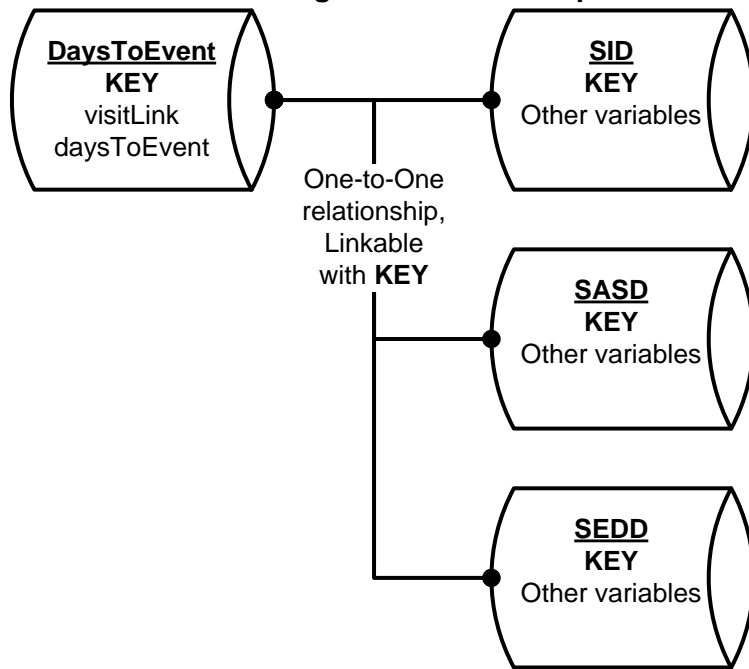 DaysToEvent
KEY
visitLink
daysToEvent
SID
KEY
Other variables
One-to-One
relationship,
Linkable
with KEY
SASD
KEY
Other variables
SEDD
KEY
Other variables